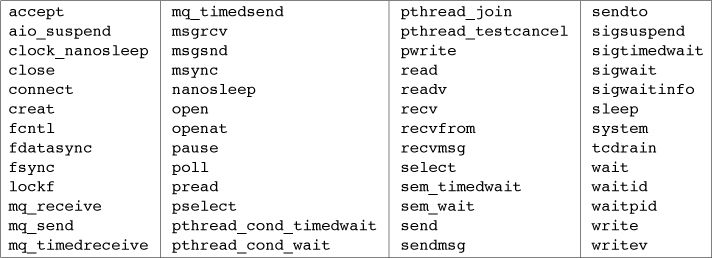 accept mq_timedsend pthread_join sendto
aio_suspend msgrcv pthread_testcancel sigsuspend
clock_nanosleep msgsnd pwrite sigtimedwait
close msync read sigwait
connect nanosleep readv sigwaitinfo
creat open recv sleep
fcntl openat recvfrom system
fdatasync pause recvmsg tcdrain
fsync poll select wait
lockf pread sem_timedwait waitid
mq_receive pselect sem_wait waitpid
mq_send pthread_cond_timedwait send write
mq_timedreceive pthread_cond_wait sendmsg writev